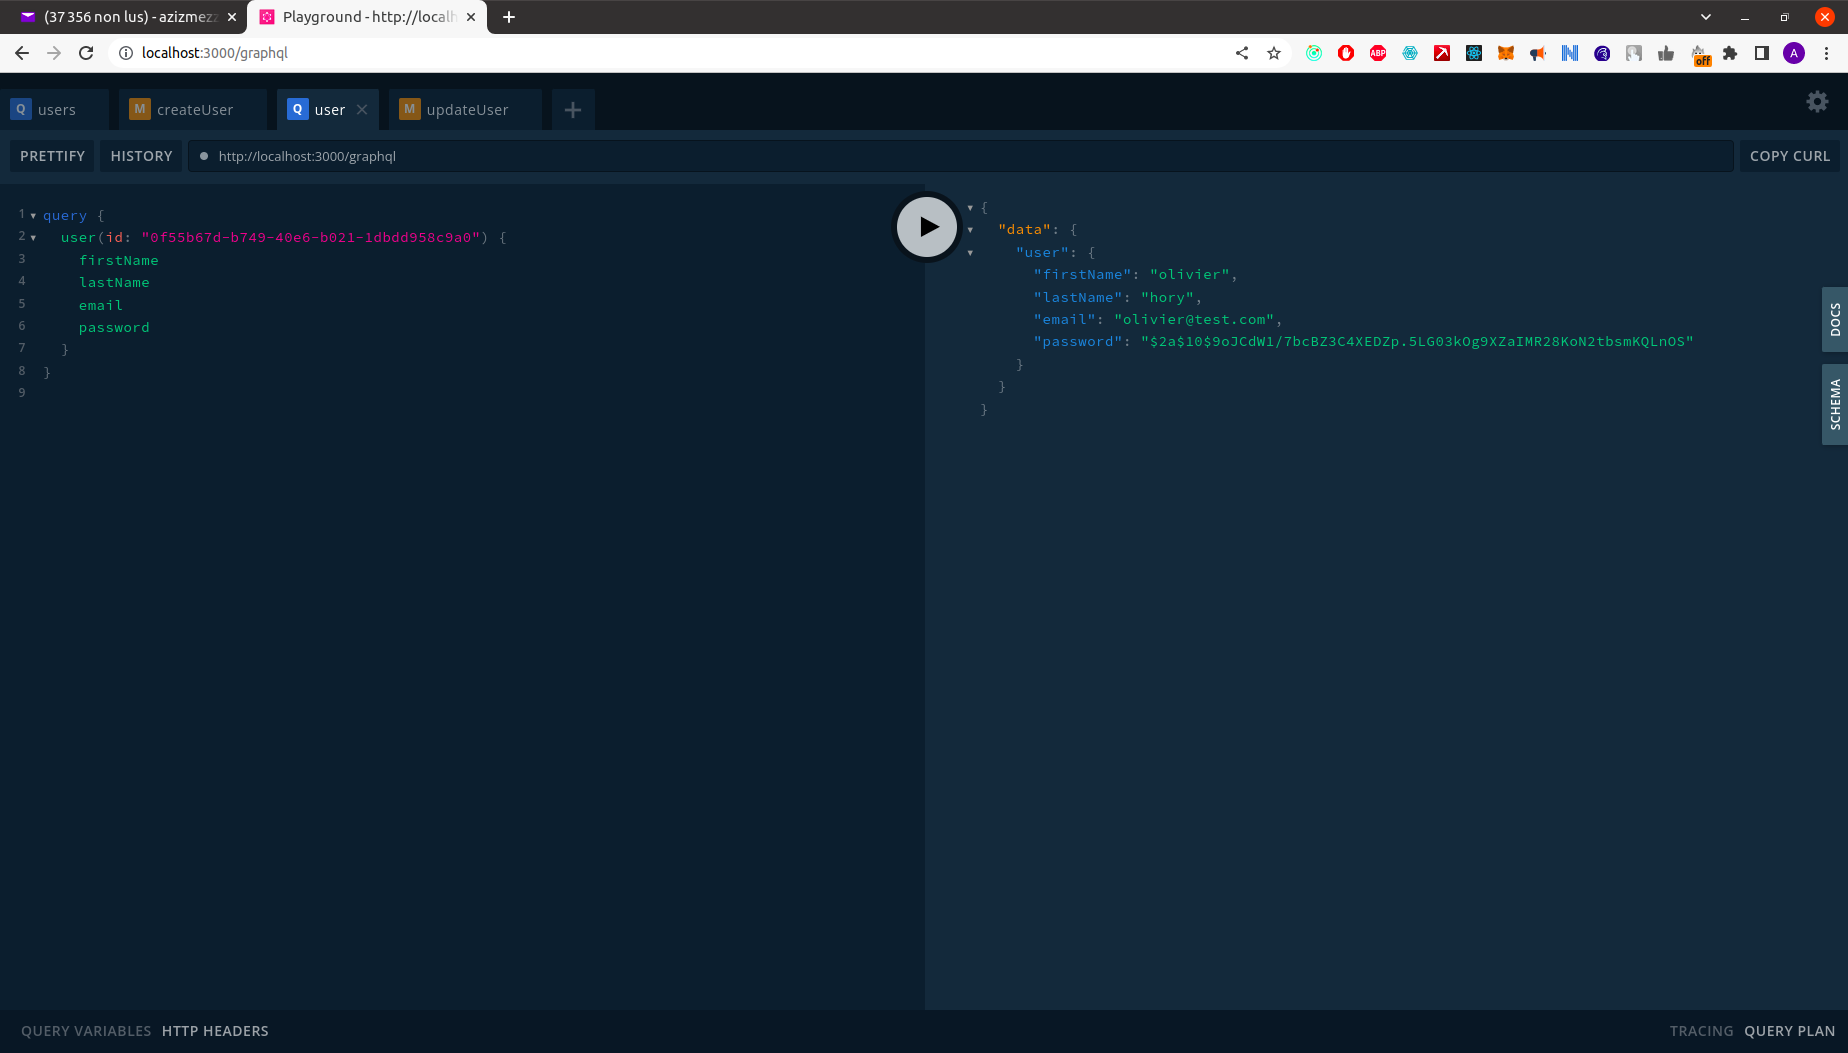 (37 356 non lus) - azizmezz
Playground - http://localh
localhost:3000/graphql
ABP
off
A
Q users
M createUser
Q user
M updateUser
PRETTIFY
HISTORY
http://localhost:3000/graphql
COPY CURL
1 query {
2 user(id: "0f55b67d-b749-40e6-b021-1dbdd958c9a0") {
3 firstName
4 lastName
5 email
6 password
7 }
8 }
9
{
"data": {
"user": {
"firstName": "olivier",
"lastName": "hory",
"email": "olivier@test.com",
"password": "$2a$10$9oJCdW1/7bcBZ3C4XEDZp.5LG03kOg9XZaIMR28KoN2tbsmKQLnOS"
}
}
}
DOCS
SCHEMA
QUERY VARIABLES
HTTP HEADERS
TRACING
QUERY PLAN